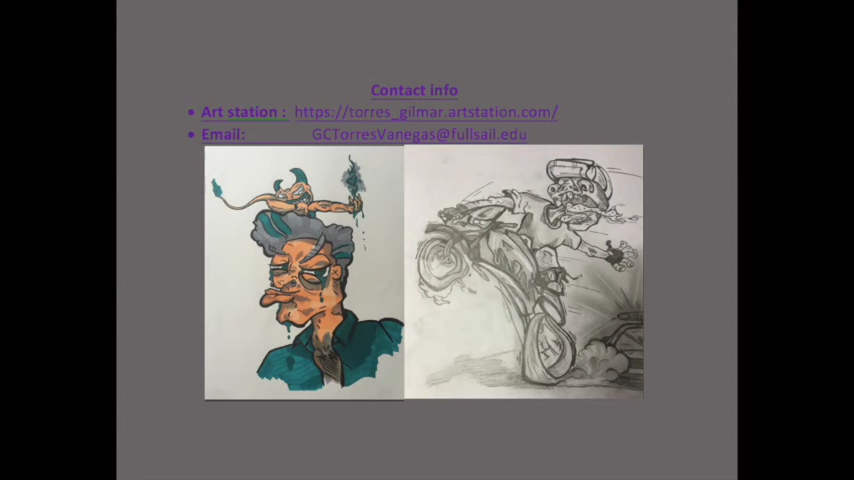 Contact info
• Art station : https://torres_gilmar.artstation.com/
• Email: GCTorresVanegas@fullsail.edu